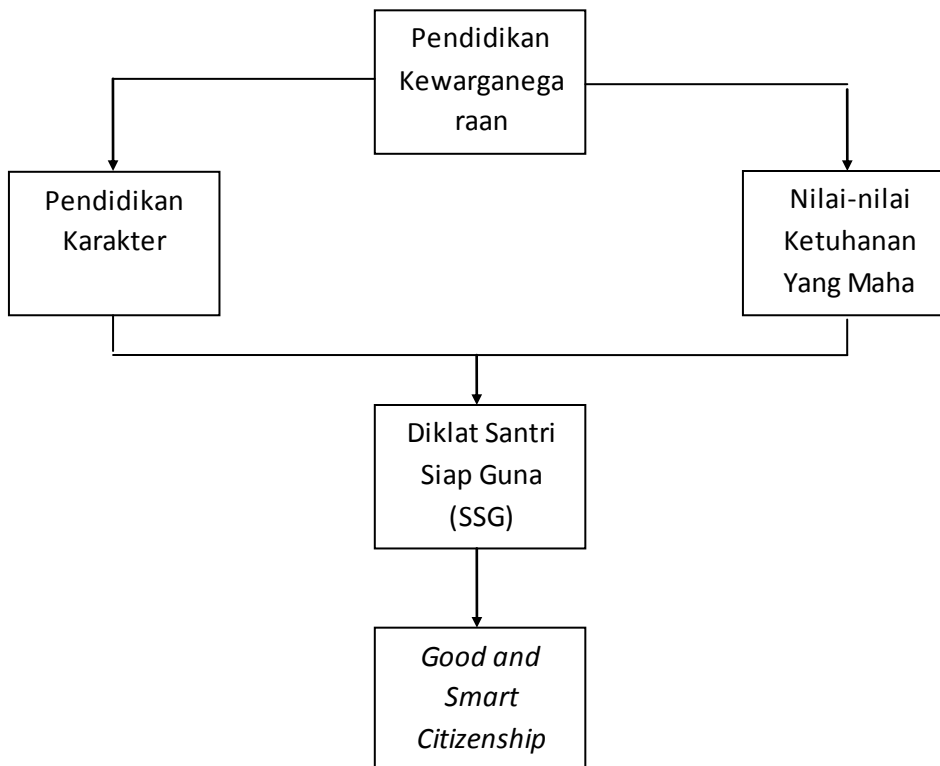 Pendidikan
Kewarganega
raan
Pendidikan
Karakter
Nilai-nilai
Ketuhanan
Yang Maha
Diklat Santri
Siap Guna
(SSG)
Good and
Smart
Citizenship